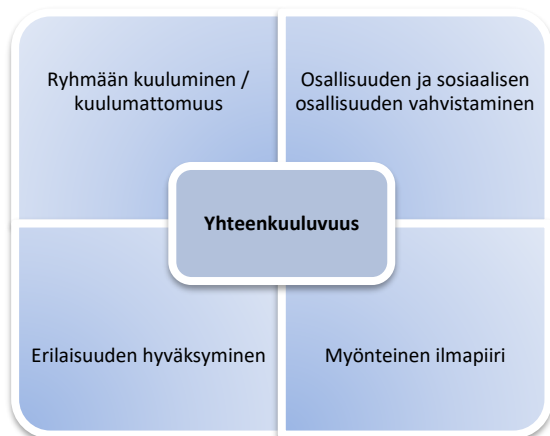 Ryhmään kuuluminen /
kuulumattomuus
Osallisuuden ja sosiaalisen
osallisuuden vahvistaminen
Yhteenkuuluvuus
Erilaisuuden hyväksyminen
Myönteinen ilmapiiri